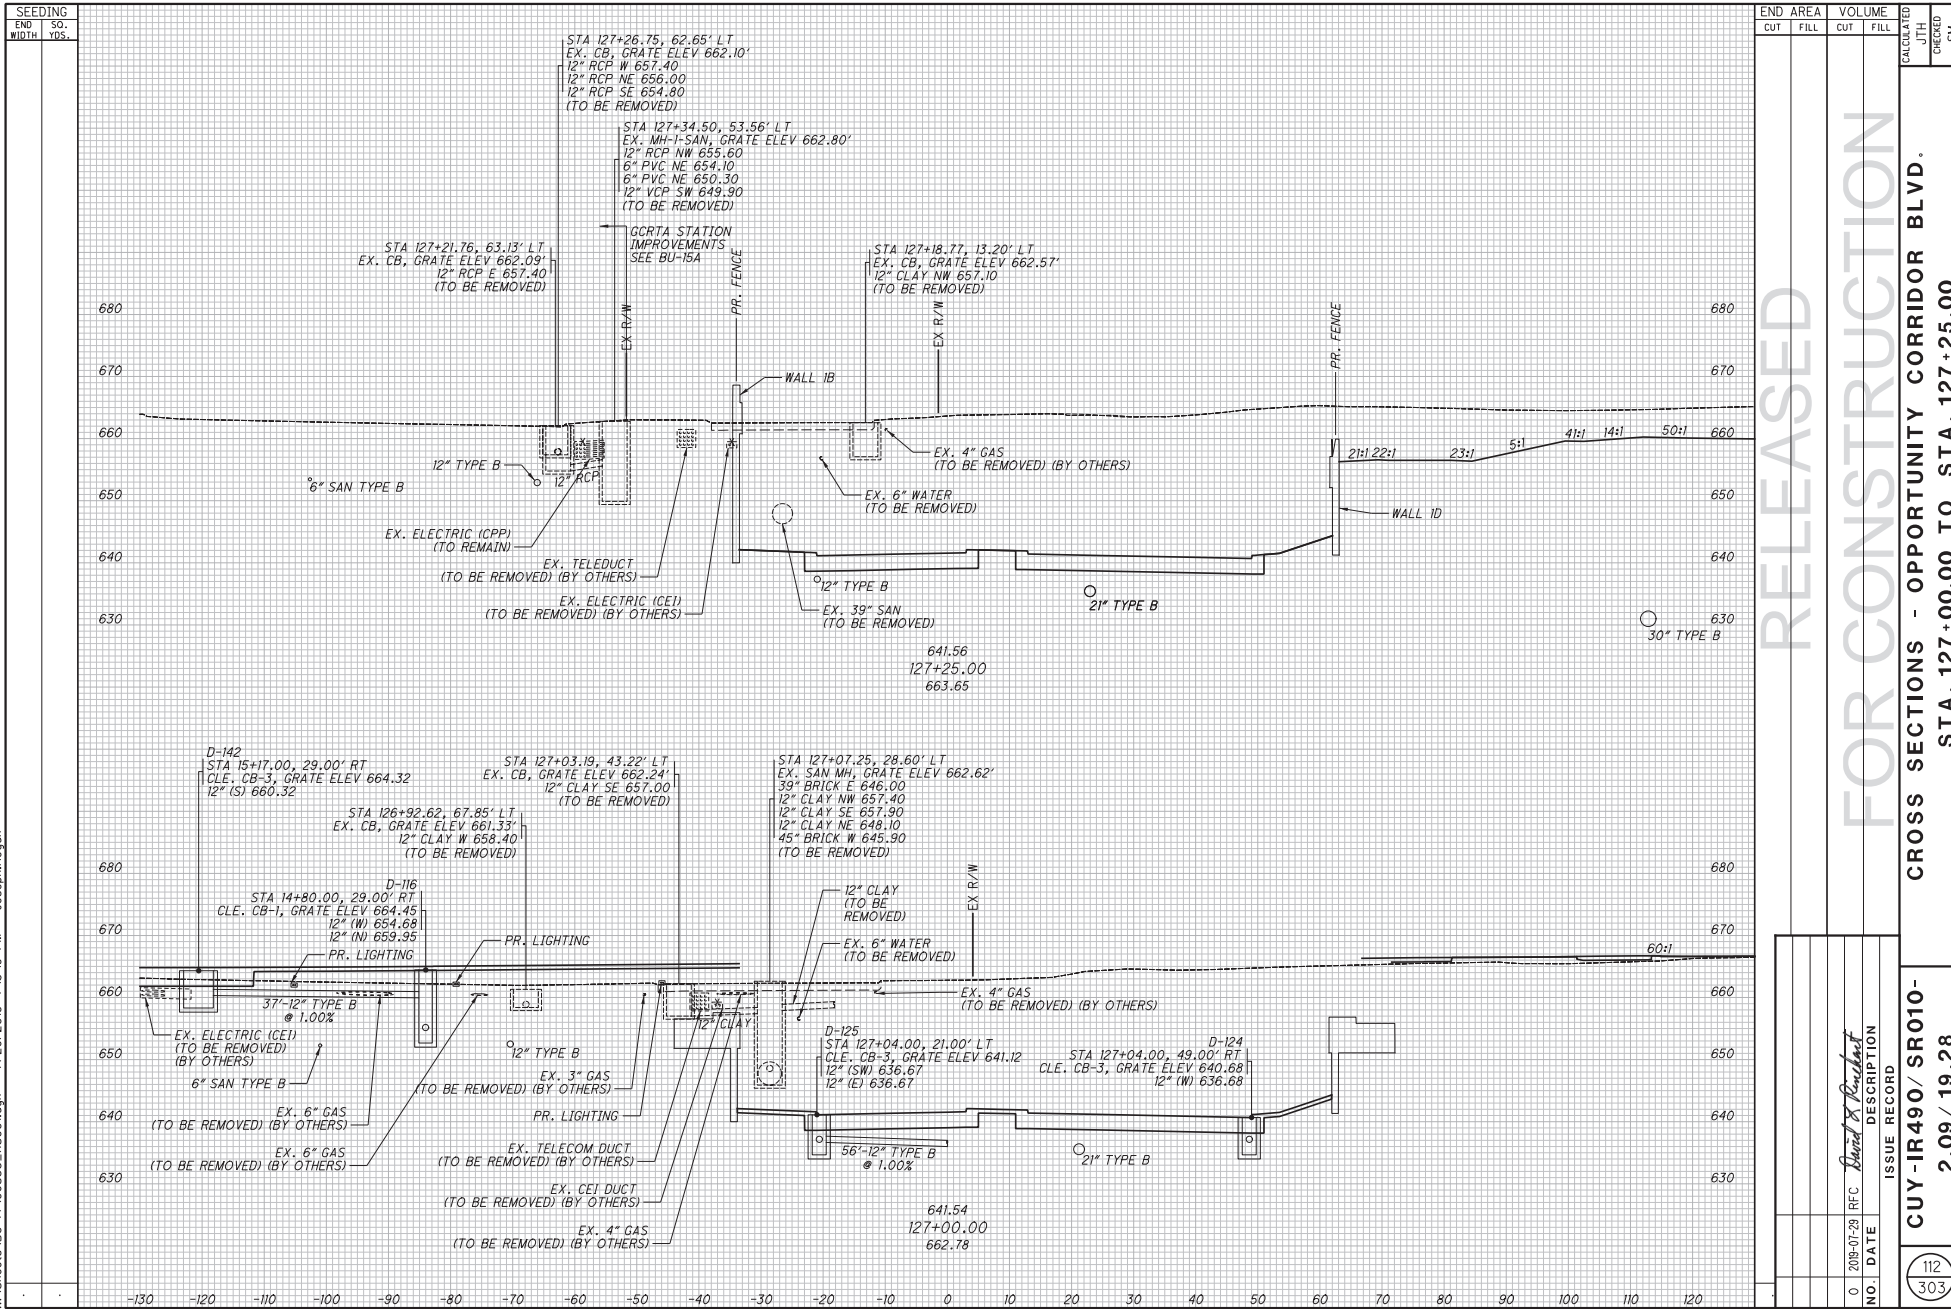 SEEDING
END WIDTH
SQ. YDS.
END AREA
VOLUME
CUT
FILL
CUT
FILL
CALCULATED
JTH
CHECKED
STA 127+26.75, 62.65' LT
EX. CB, GRATE ELEV 662.10'
12" RCP W 657.40
12" RCP NE 656.00
12" RCP SE 654.80
(TO BE REMOVED)
STA 127+34.50, 53.56' LT
EX. MH-1-SAN, GRATE ELEV 662.80'
12" RCP NW 655.60
6" PVC NE 654.10
6" PVC NE 650.30
12" VCP SW 649.90
(TO BE REMOVED)
GCRTA STATION
IMPROVEMENTS
SEE BU-15A
STA 127+21.76, 63.13' LT
EX. CB, GRATE ELEV 662.09'
12" RCP E 657.40
(TO BE REMOVED)
STA 127+18.77, 13.20' LT
EX. CB, GRATE ELEV 662.57'
12" CLAY NW 657.10
(TO BE REMOVED)
EX R/W
PR. FENCE
EX R/W
PR. FENCE
680
680
670
670
660
660
650
650
640
640
630
630
WALL 1B
12" TYPE B
12" RCP
6" SAN TYPE B
EX. ELECTRIC (CPP)
(TO REMAIN)
EX. TELEDUCT
(TO BE REMOVED) (BY OTHERS)
EX. ELECTRIC (CEI)
(TO BE REMOVED) (BY OTHERS)
EX. 4" GAS
(TO BE REMOVED) (BY OTHERS)
EX. 6" WATER
(TO BE REMOVED)
12" TYPE B
EX. 39" SAN
(TO BE REMOVED)
21" TYPE B
30" TYPE B
WALL 1D
21:1 22:1
23:1
5:1
41:1
14:1
50:1
641.56
127+25.00
663.65
D-142
STA 15+17.00, 29.00' RT
CLE. CB-3, GRATE ELEV 664.32
12" (S) 660.32
STA 126+92.62, 67.85' LT
EX. CB, GRATE ELEV 661.33'
12" CLAY W 658.40
(TO BE REMOVED)
STA 127+03.19, 43.22' LT
EX. CB, GRATE ELEV 662.24'
12" CLAY SE 657.00
(TO BE REMOVED)
STA 127+07.25, 28.60' LT
EX. SAN MH, GRATE ELEV 662.62'
39" BRICK E 646.00
12" CLAY NW 657.40
12" CLAY SE 657.90
12" CLAY NE 648.10
45" BRICK W 645.90
(TO BE REMOVED)
D-116
STA 14+80.00, 29.00' RT
CLE. CB-1, GRATE ELEV 664.45
12" (W) 654.68
12" (N) 659.95
PR. LIGHTING
PR. LIGHTING
12" CLAY
(TO BE
REMOVED)
EX. 6" WATER
(TO BE REMOVED)
EX R/W
60:1
680
680
670
670
660
660
650
650
640
640
630
630
37'-12" TYPE B
@ 1.00%
EX. ELECTRIC (CEI)
(TO BE REMOVED)
(BY OTHERS)
6" SAN TYPE B
EX. 6" GAS
(TO BE REMOVED) (BY OTHERS)
EX. 6" GAS
(TO BE REMOVED) (BY OTHERS)
12" TYPE B
EX. 3" GAS
(TO BE REMOVED) (BY OTHERS)
PR. LIGHTING
EX. TELECOM DUCT
(TO BE REMOVED) (BY OTHERS)
EX. CEI DUCT
(TO BE REMOVED) (BY OTHERS)
EX. 4" GAS
(TO BE REMOVED) (BY OTHERS)
12" CLAY
EX. 4" GAS
(TO BE REMOVED) (BY OTHERS)
D-125
STA 127+04.00, 21.00' LT
CLE. CB-3, GRATE ELEV 641.12
12" (SW) 636.67
12" (E) 636.67
D-124
STA 127+04.00, 49.00' RT
CLE. CB-3, GRATE ELEV 640.68
12" (W) 636.68
56'-12" TYPE B
@ 1.00%
21" TYPE B
641.54
127+00.00
662.78
-130 -120 -110 -100 -90 -80 -70 -60 -50 -40 -30 -20 -10 0 10 20 30 40 50 60 70 80 90 100 110 120
RELEASED
FOR CONSTRUCTION
CROSS SECTIONS - OPPORTUNITY CORRIDOR BLVD.
STA. 127+00.00 TO STA. 127+25.00
CUY-IR490/SR010-
2.09/19.28
0 2019-07-29 RFC
NO. DATE DESCRIPTION
ISSUE RECORD
112
303